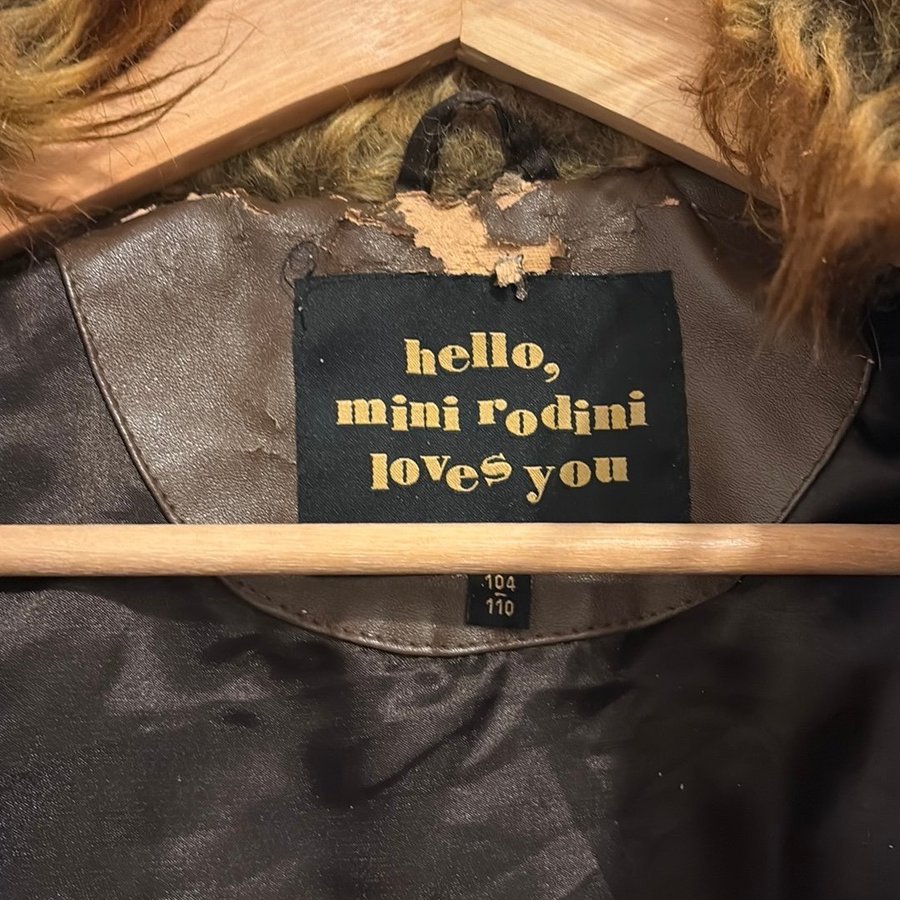 hello,
mini rodini
loves you
104
-
110